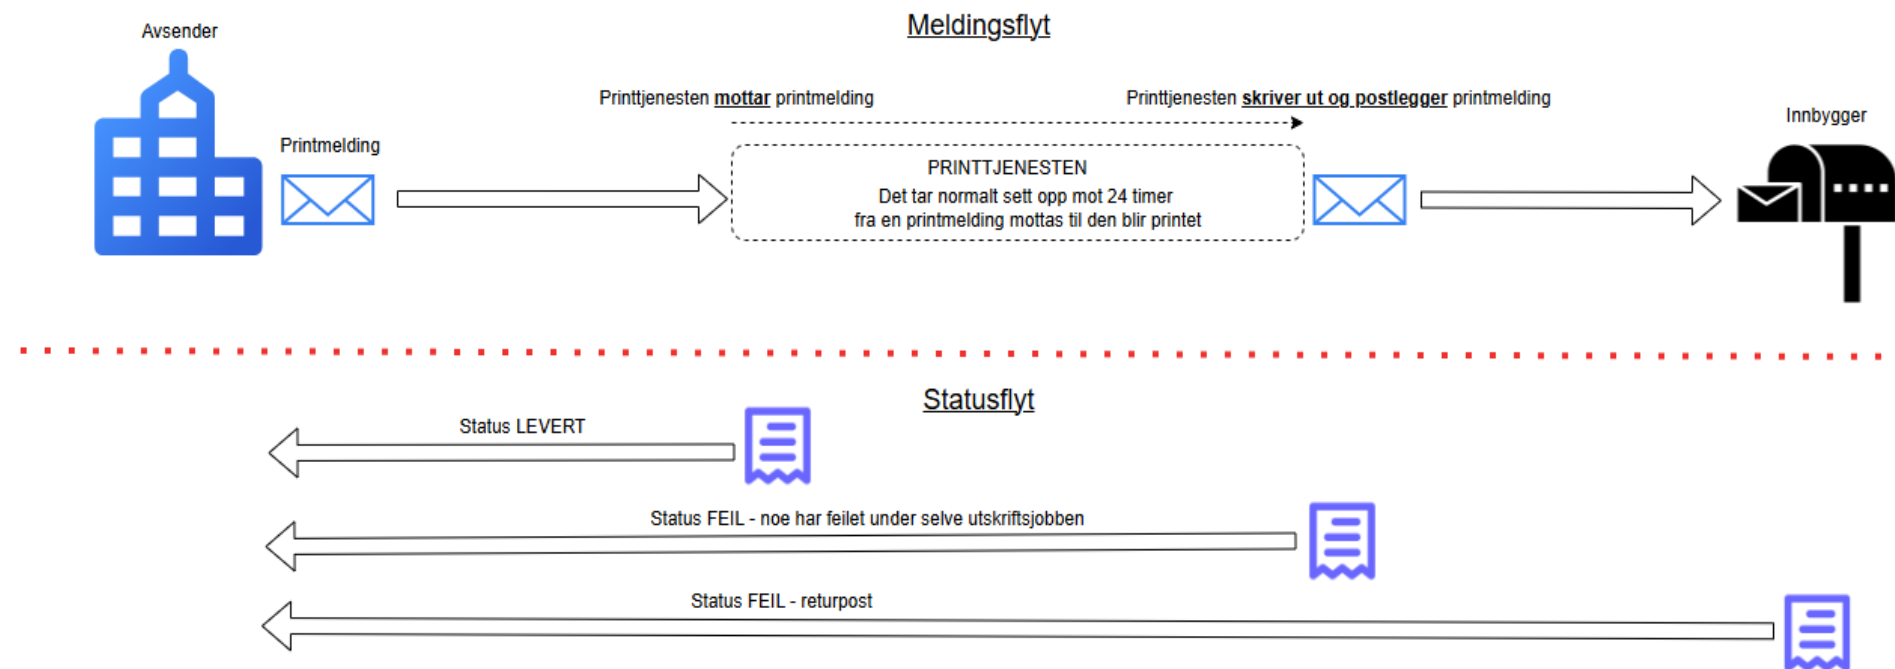 Meldingsflyt
Avsender
Printtjenesten mottar printmelding
Printtjenesten skriver ut og postlegger printmelding
Innbygger
Printmelding
PRINTTJENESTEN
Det tar normalt sett opp mot 24 timer
fra en printmelding mottas til den blir printet
Statusflyt
Status LEVERT
Status FEIL - noe har feilet under selve utskriftsjobben
Status FEIL - returpost